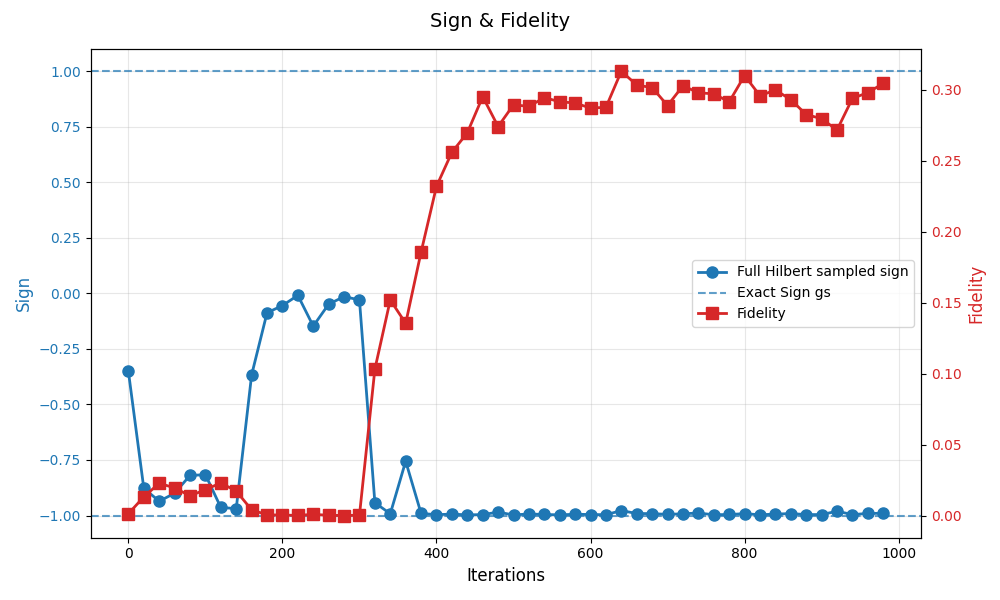 Sign & Fidelity
1.00
0.75
0.50
0.25
0.00
−0.25
−0.50
−0.75
−1.00
Sign
0.30
0.25
0.20
0.15
0.10
0.05
0.00
Fidelity
Full Hilbert sampled sign
Exact Sign gs
Fidelity
0 200 400 600 800 1000
Iterations